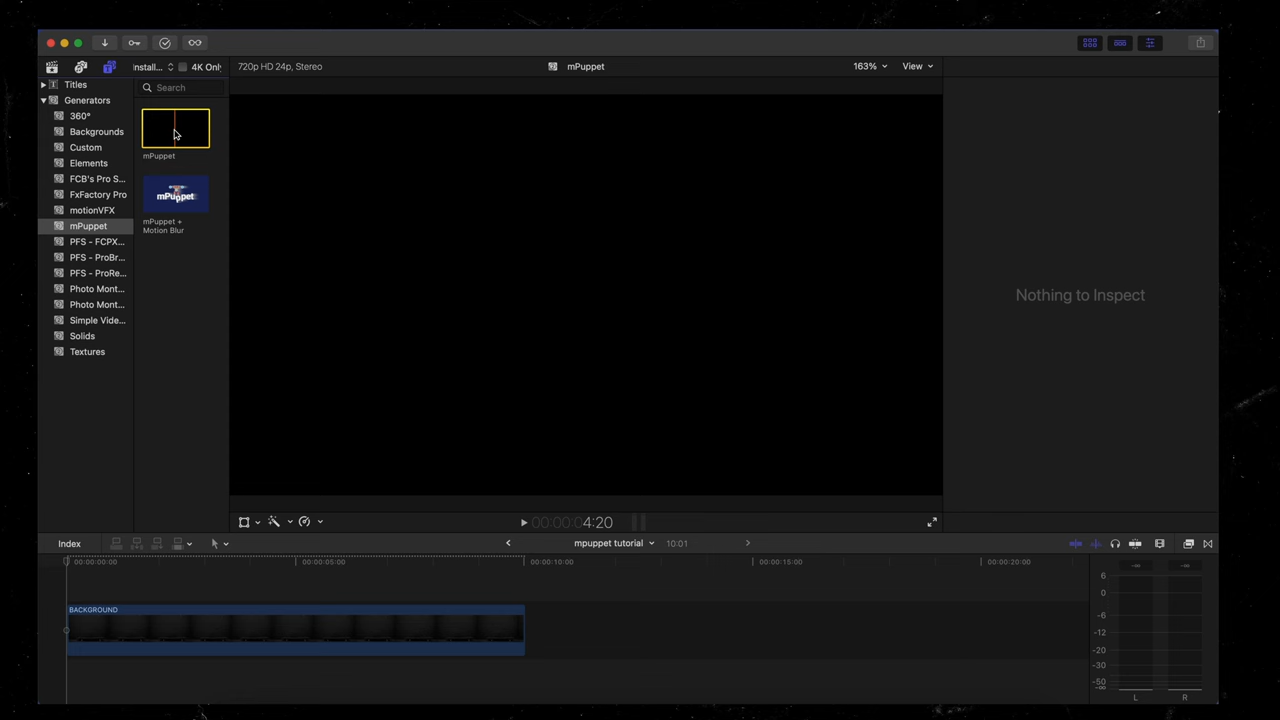 Install...
4K Only
720p HD 24p, Stereo
mPuppet
163%
View
Titles
Search
Generators
360°
Backgrounds
Custom
Elements
FCB's Pro S...
FxFactory Pro
motionVFX
mPuppet
PFS - FCPX...
PFS - ProBr...
PFS - ProRe...
Photo Mont...
Photo Mont...
Simple Vide...
Solids
Textures
mPuppet
mPuppet
mPuppet +
Motion Blur
Nothing to Inspect
00:00:04:20
Index
mpuppet tutorial
10:01
00:00:00:00
00:00:05:00
00:00:10:00
00:00:15:00
00:00:20:00
BACKGROUND
-∞
-∞
6
0
-6
-12
-20
-30
-50
-∞
L
R